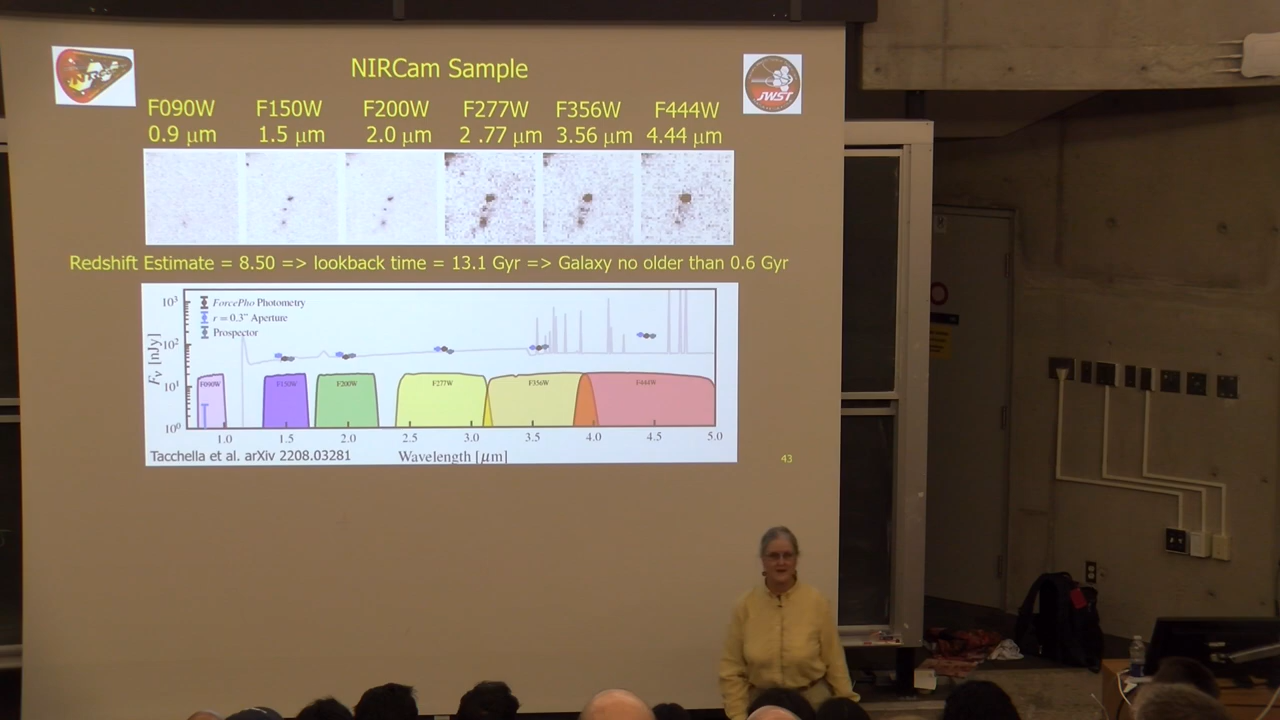 NIRCam Sample
JWST
F090W F150W F200W F277W F356W F444W
0.9 μm 1.5 μm 2.0 μm 2 .77 μm 3.56 μm 4.44 μm
Redshift Estimate = 8.50 => lookback time = 13.1 Gyr => Galaxy no older than 0.6 Gyr
ForcePho Photometry
r = 0.3" Aperture
Prospector
10³
10²
10¹
10⁰
Fν [nJy]
F090W F150W F200W F277W F356W F444W
1.0 1.5 2.0 2.5 3.0 3.5 4.0 4.5 5.0
Tacchella et al. arXiv 2208.03281 Wavelength [μm]
43